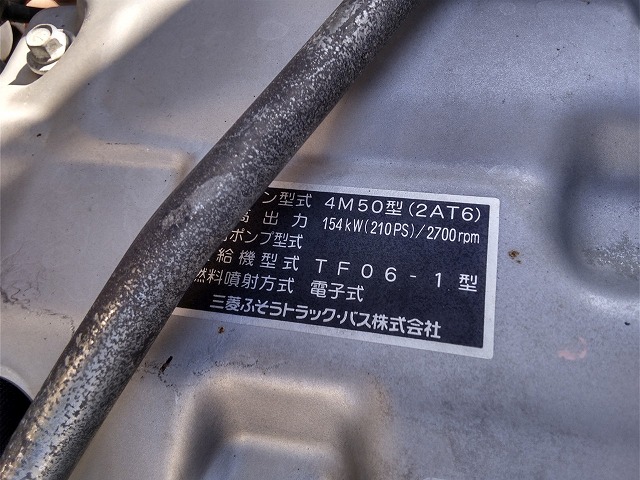 ン型式 4M50型(2AT6)
高出力 154kW(210PS)/2700rpm
ポンプ型式
給機型式 TF06-1型
燃料噴射方式 電子式
三菱ふそうトラック・バス株式会社